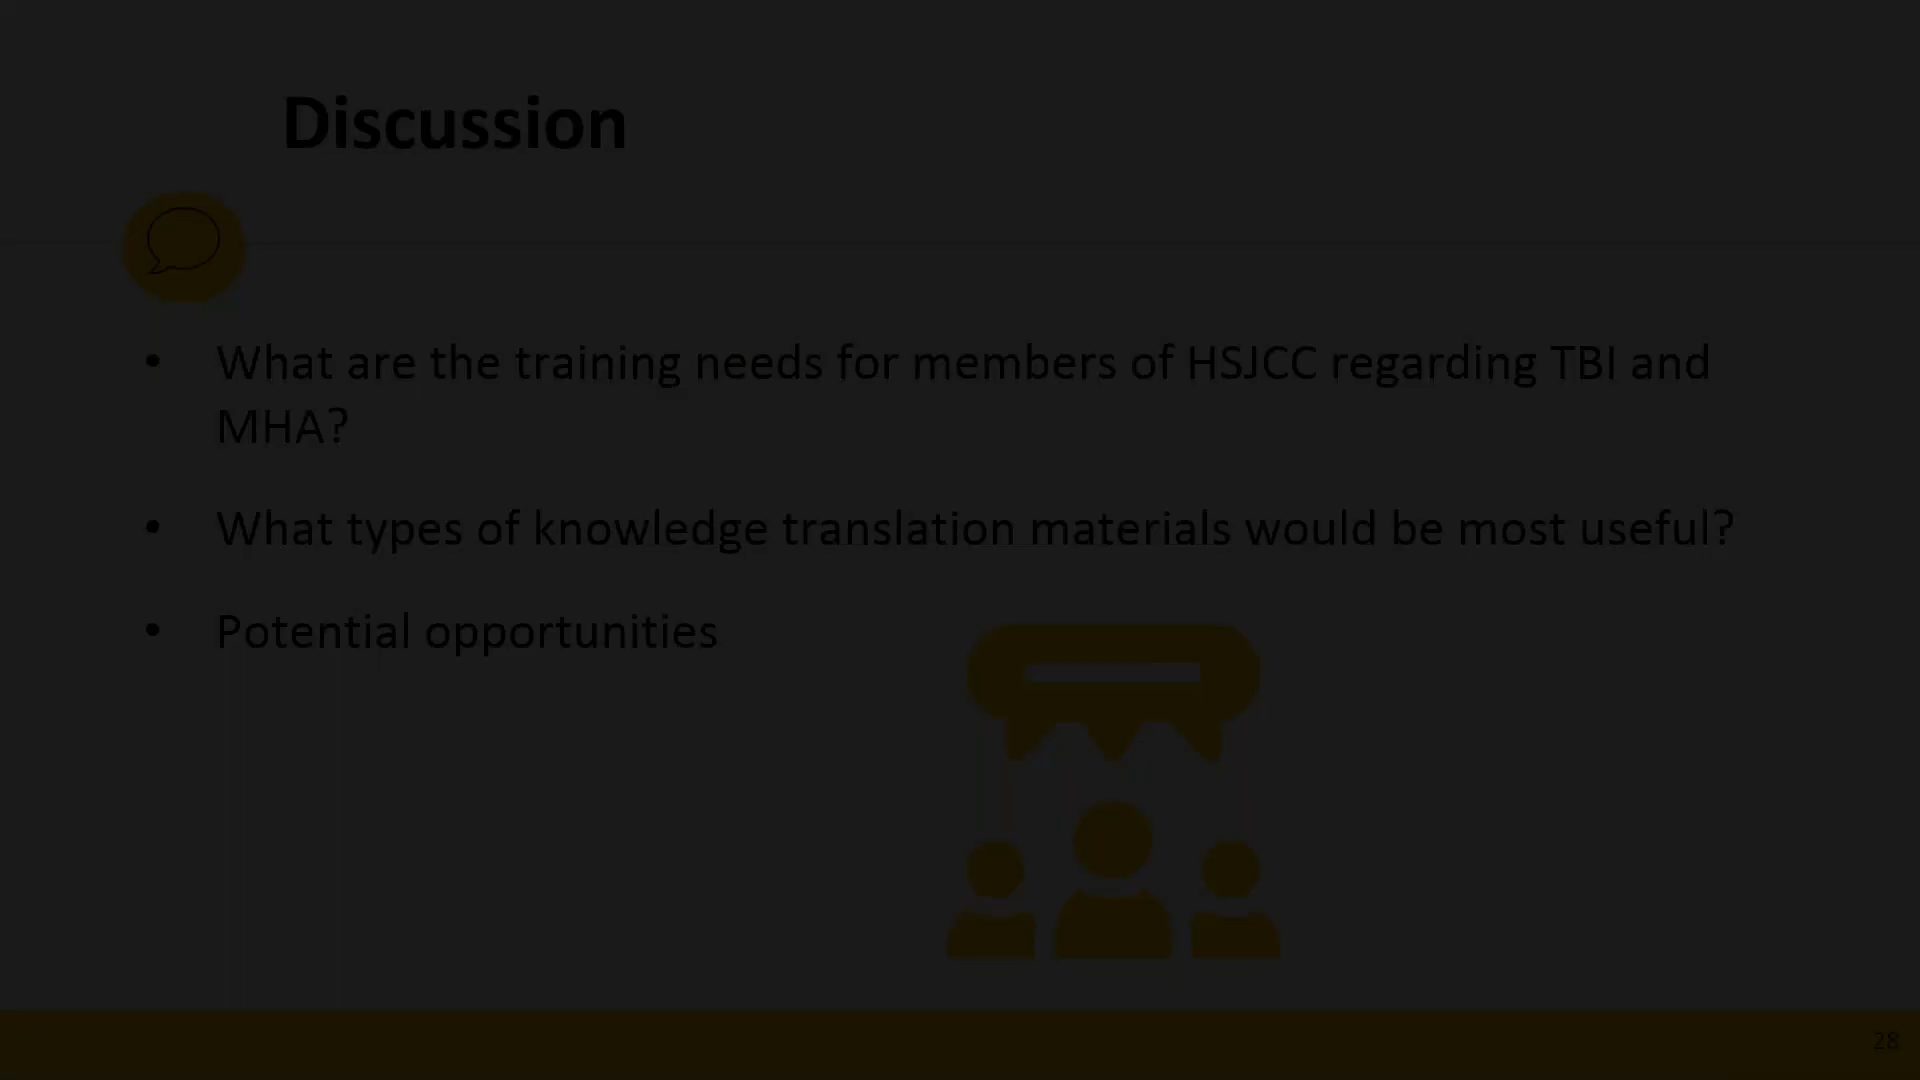 Discussion
• What are the training needs for members of HSJCC regarding TBI and
MHA?
• What types of knowledge translation materials would be most useful?
• Potential opportunities
28